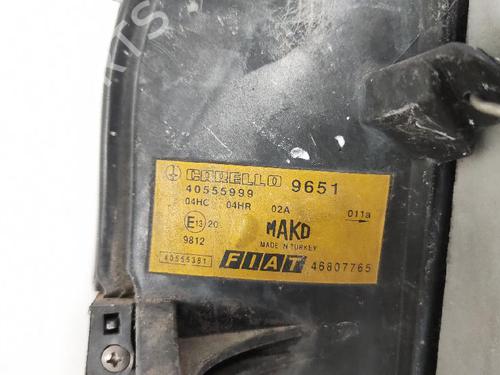 CARELLO 9651
40555999
04HC 04HR 02A 011a
E13 20 MAKO
9812 MADE IN TURKEY
40555381 FIAT 46807765